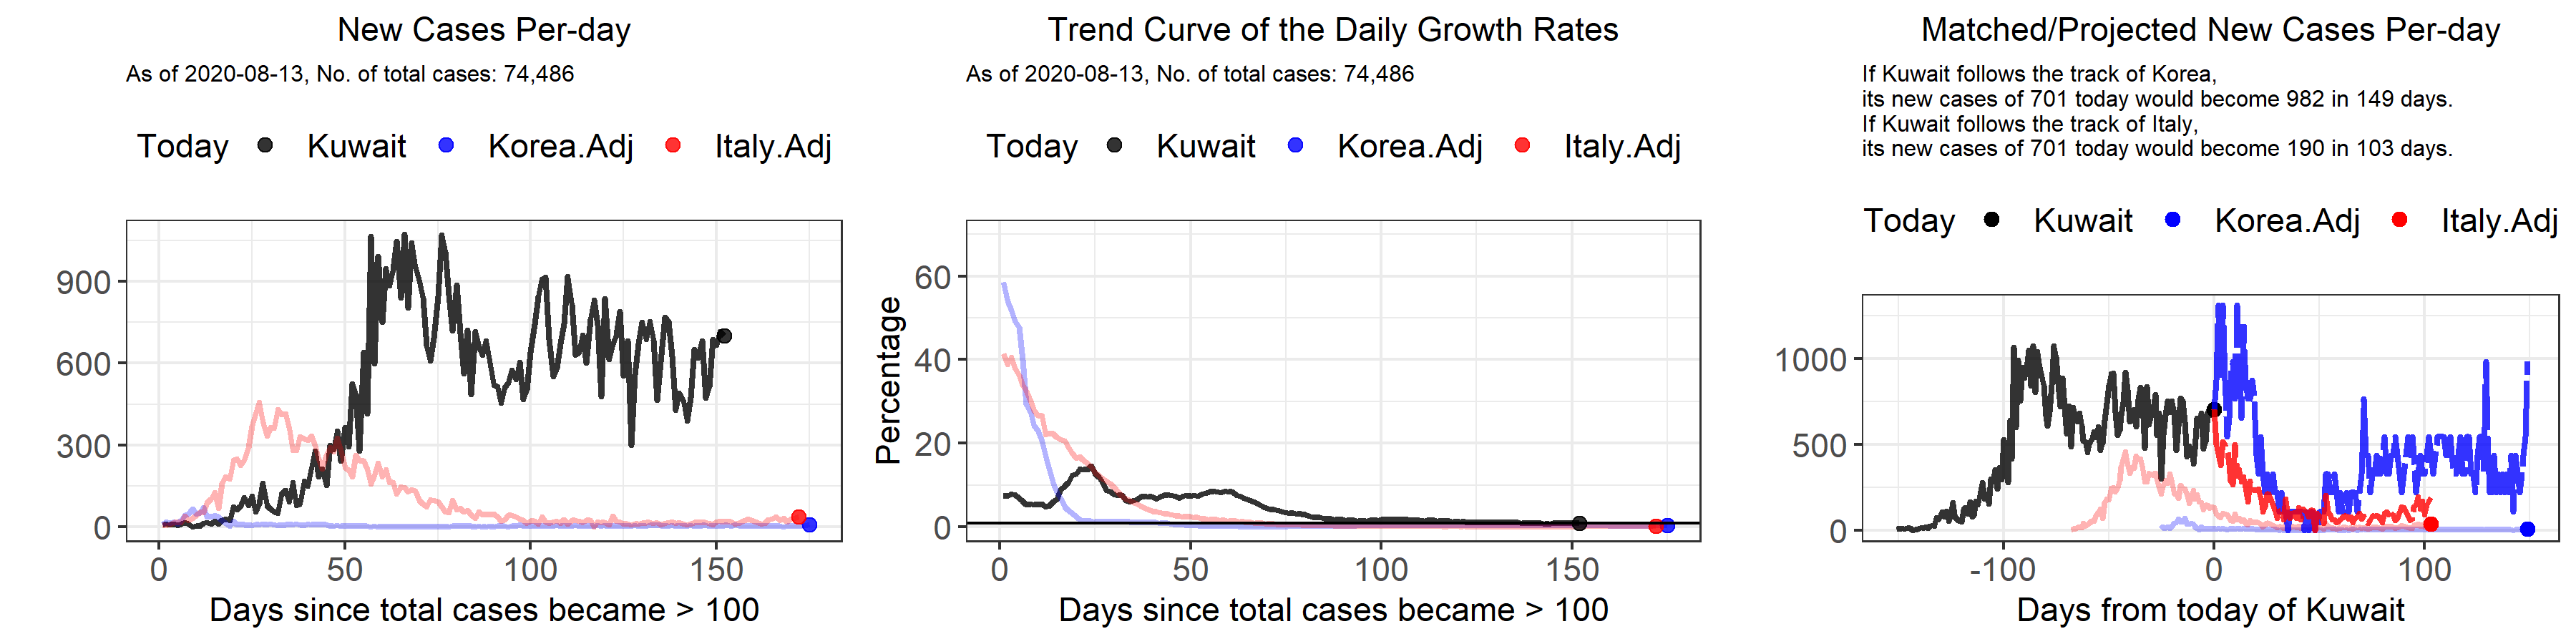 New Cases Per-day
As of 2020-08-13, No. of total cases: 74,486
Today Kuwait Korea.Adj Italy.Adj
900
600
300
0
0 50 100 150
Days since total cases became > 100
Trend Curve of the Daily Growth Rates
As of 2020-08-13, No. of total cases: 74,486
Today Kuwait Korea.Adj Italy.Adj
Percentage
60
40
20
0
0 50 100 150
Days since total cases became > 100
Matched/Projected New Cases Per-day
If Kuwait follows the track of Korea,
its new cases of 701 today would become 982 in 149 days.
If Kuwait follows the track of Italy,
its new cases of 701 today would become 190 in 103 days.
Today Kuwait Korea.Adj Italy.Adj
1000
500
0
-100 0 100
Days from today of Kuwait